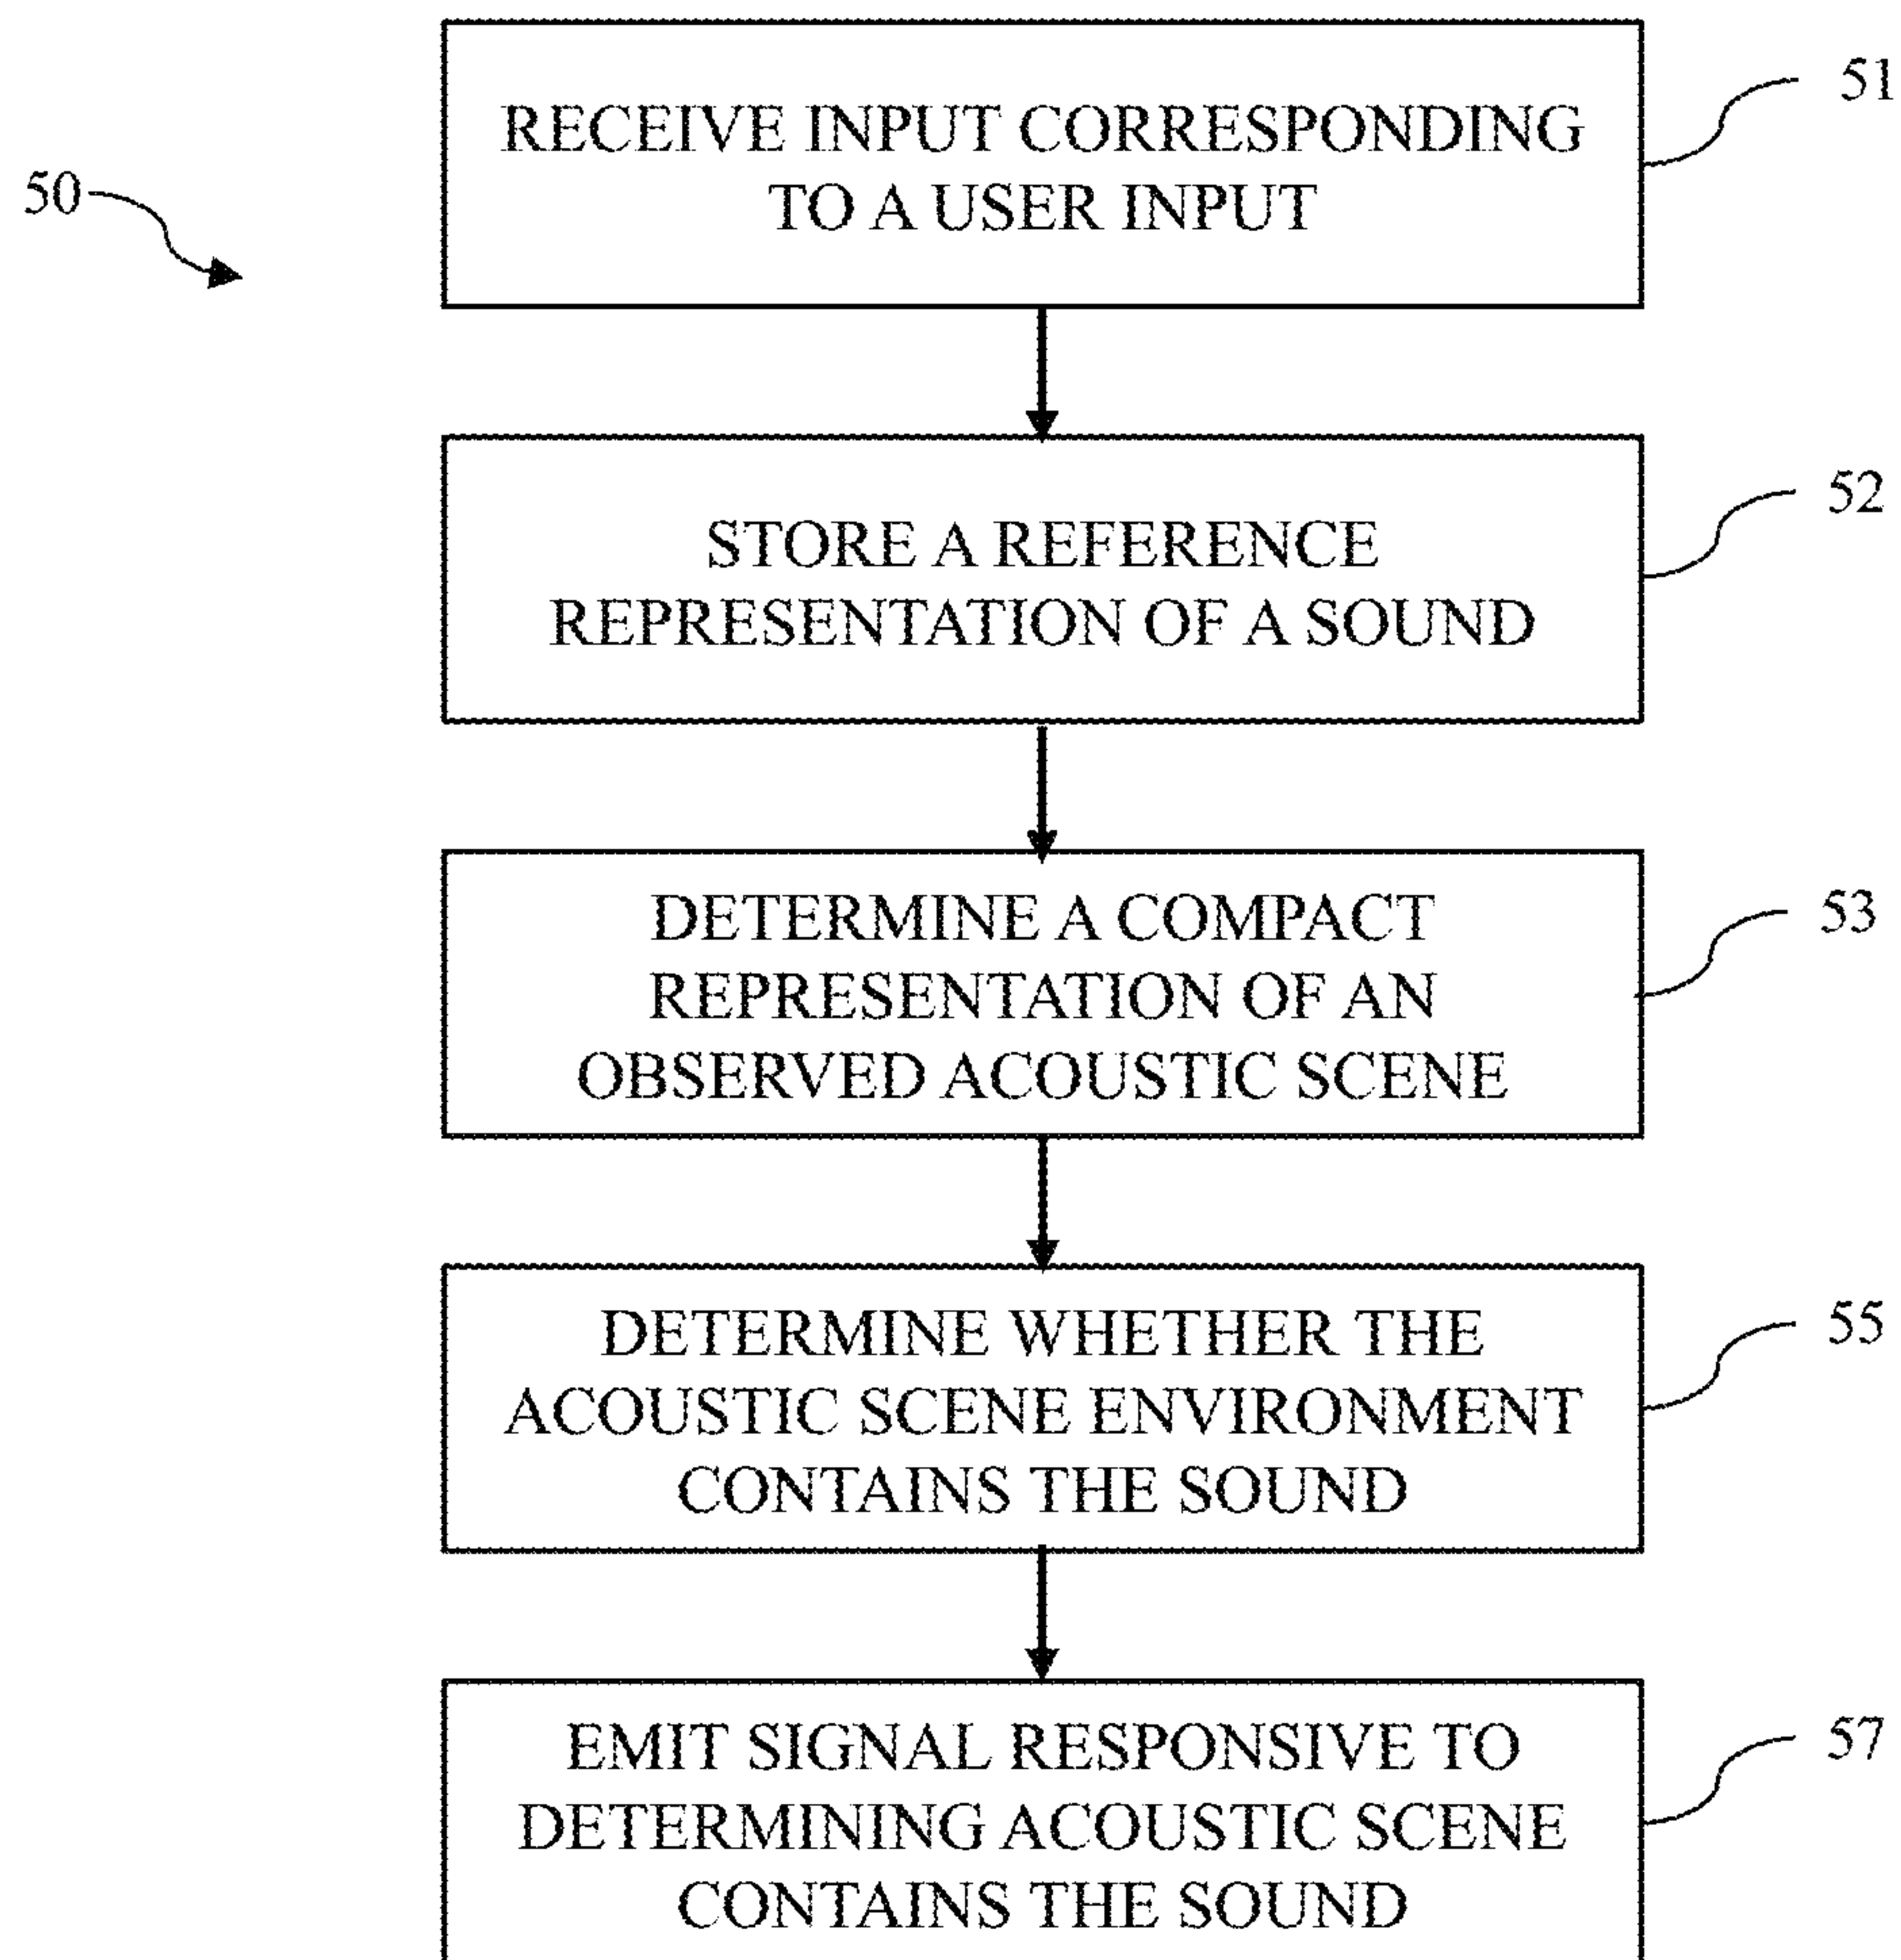 50
RECEIVE INPUT CORRESPONDING
TO A USER INPUT
51
STORE A REFERENCE
REPRESENTATION OF A SOUND
52
DETERMINE A COMPACT
REPRESENTATION OF AN
OBSERVED ACOUSTIC SCENE
53
DETERMINE WHETHER THE
ACOUSTIC SCENE ENVIRONMENT
CONTAINS THE SOUND
55
EMIT SIGNAL RESPONSIVE TO
DETERMINING ACOUSTIC SCENE
CONTAINS THE SOUND
57